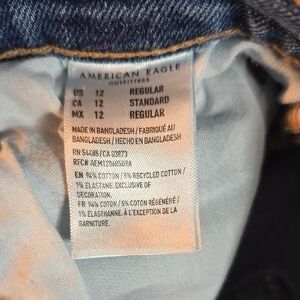 AMERICAN EAGLE
OUTFITTERS
US 12 REGULAR
CA 12 STANDARD
MX 12 REGULAR
MADE IN BANGLADESH / FABRIQUÉ AU
BANGLADESH / HECHO EN BANGLADESH
RN 54485 / CA 03873
EN 94% COTTON / 5% RECYCLED COTTON /
1% ELASTANE. EXCLUSIVE OF
DECORATION.
FR 94% COTON / 5% COTON RÉGÉNÉRÉ /
1% ÉLASTHANNE. À L'EXCEPTION DE LA
GARNITURE.